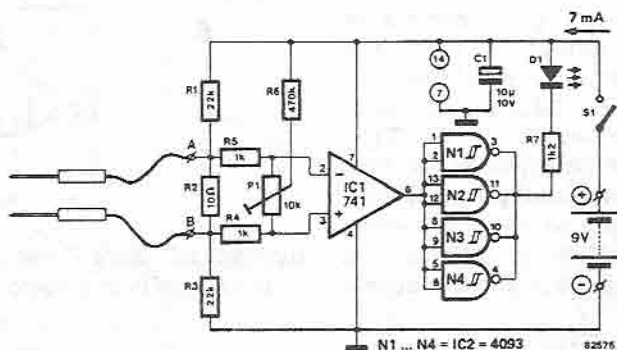 7 mA
R1
22k
R6
470k
14
7
C1
10µ
10V
D1
S1
A
R5
1k
R2
10Ω
P1
10k
R4
1k
B
R3
22k
7
2
3
4
6
IC1
741
1
2
N1
3
13
12
N2
11
8
9
N3
10
5
6
N4
4
R7
1k2
+
9V
−
N1 ... N4 = IC2 = 4093
82575